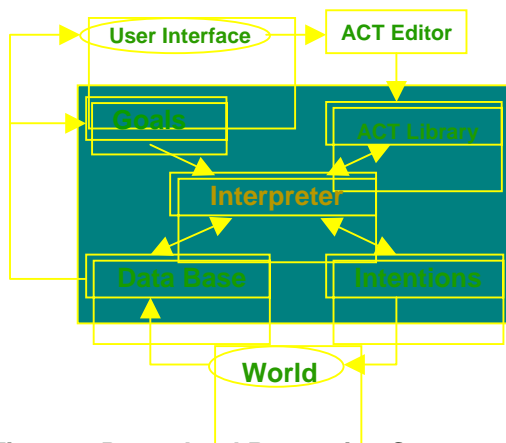 User Interface
ACT Editor
Goals
ACT Library
Interpreter
Data Base
Intentions
World